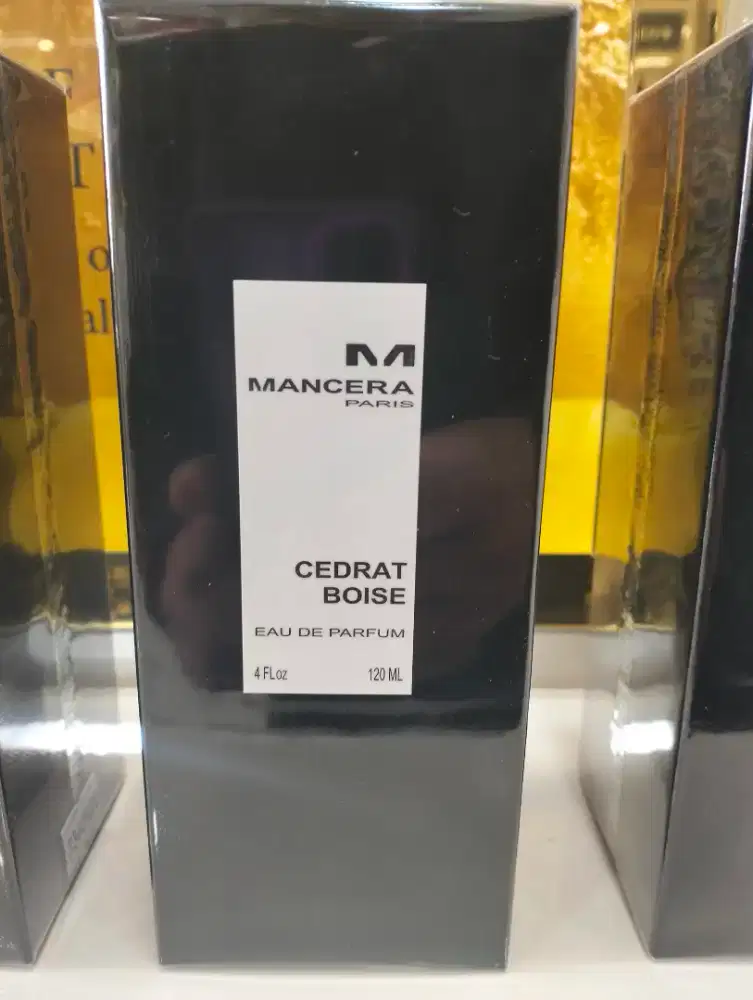 MANCERA
PARIS
CEDRAT
BOISE
EAU DE PARFUM
4 FLoz 120 ML